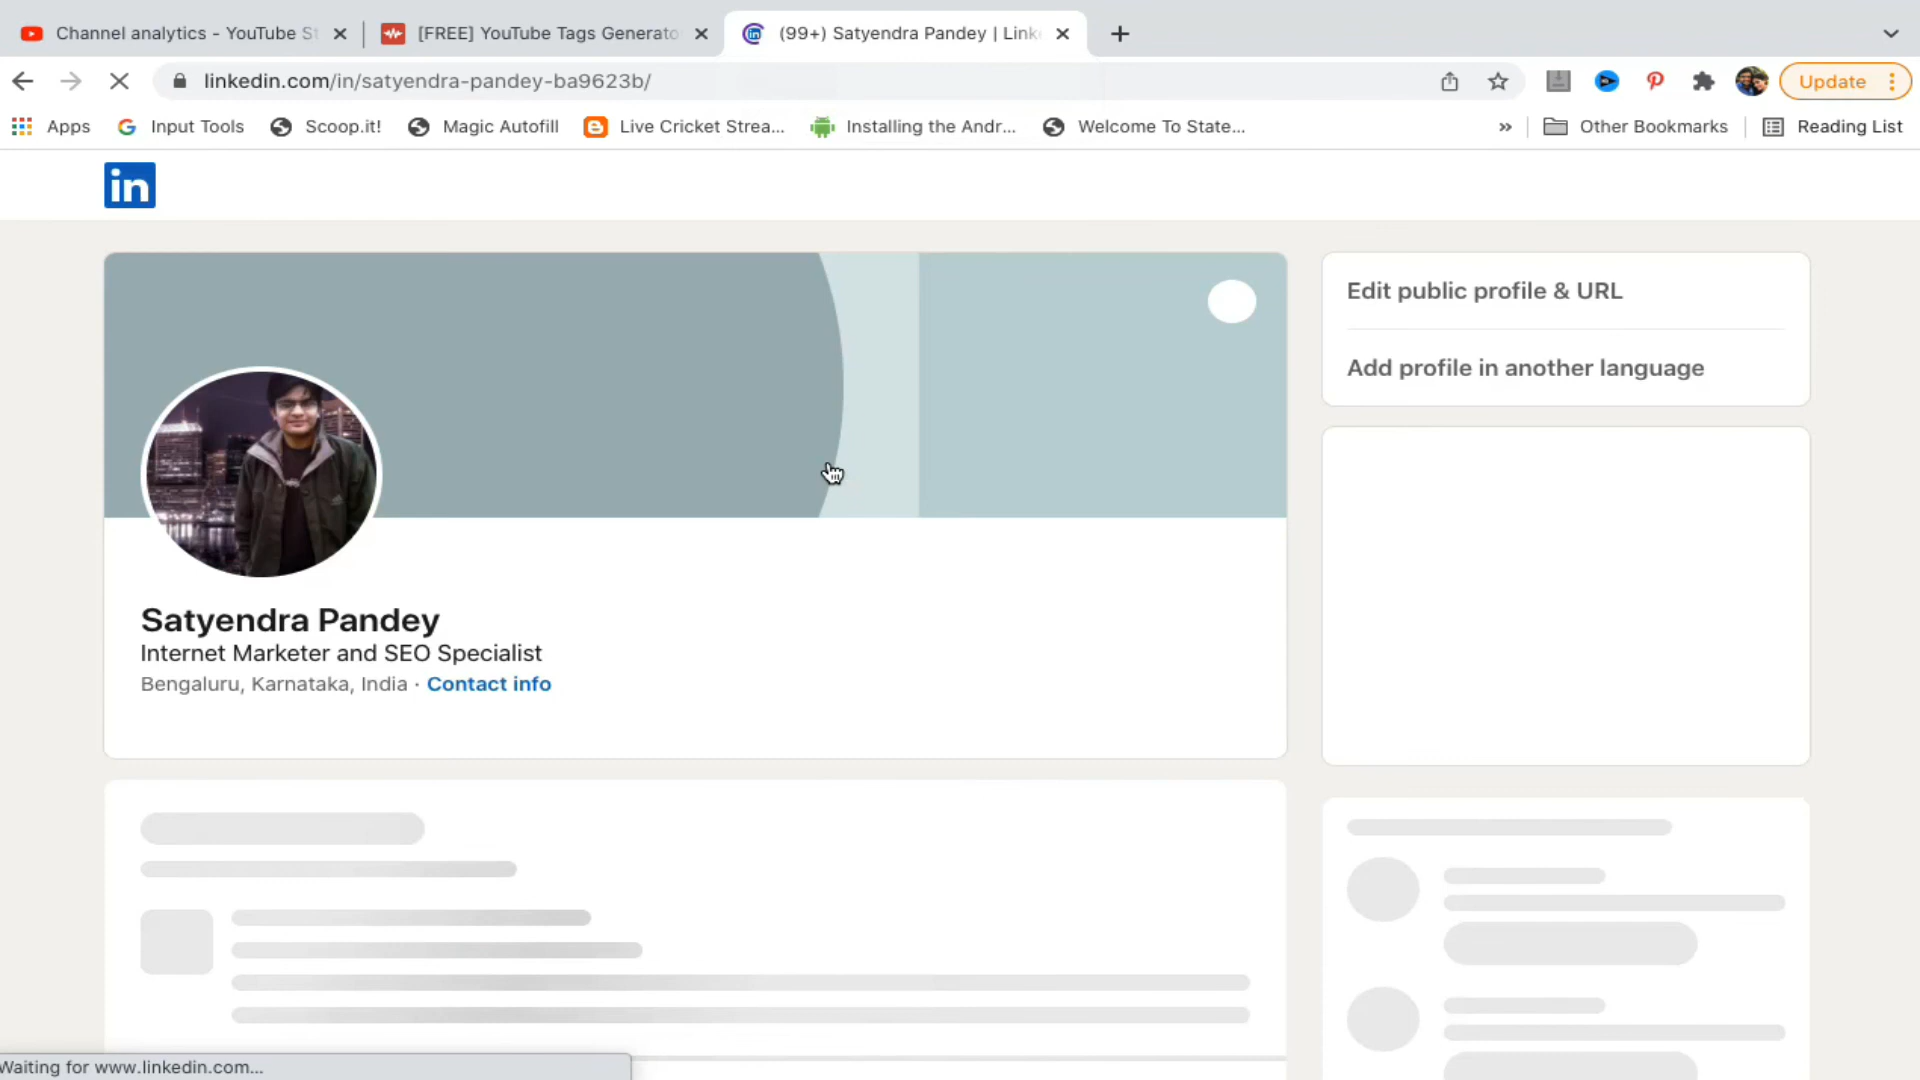 Channel analytics - YouTube St
[FREE] YouTube Tags Generato
(99+) Satyendra Pandey | Linke
linkedin.com/in/satyendra-pandey-ba9623b/
Update
Apps
Input Tools
Scoop.it!
Magic Autofill
Live Cricket Strea...
Installing the Andr...
Welcome To State...
»
Other Bookmarks
Reading List
in
Edit public profile & URL
Add profile in another language
Satyendra Pandey
Internet Marketer and SEO Specialist
Bengaluru, Karnataka, India · Contact info
Waiting for www.linkedin.com...